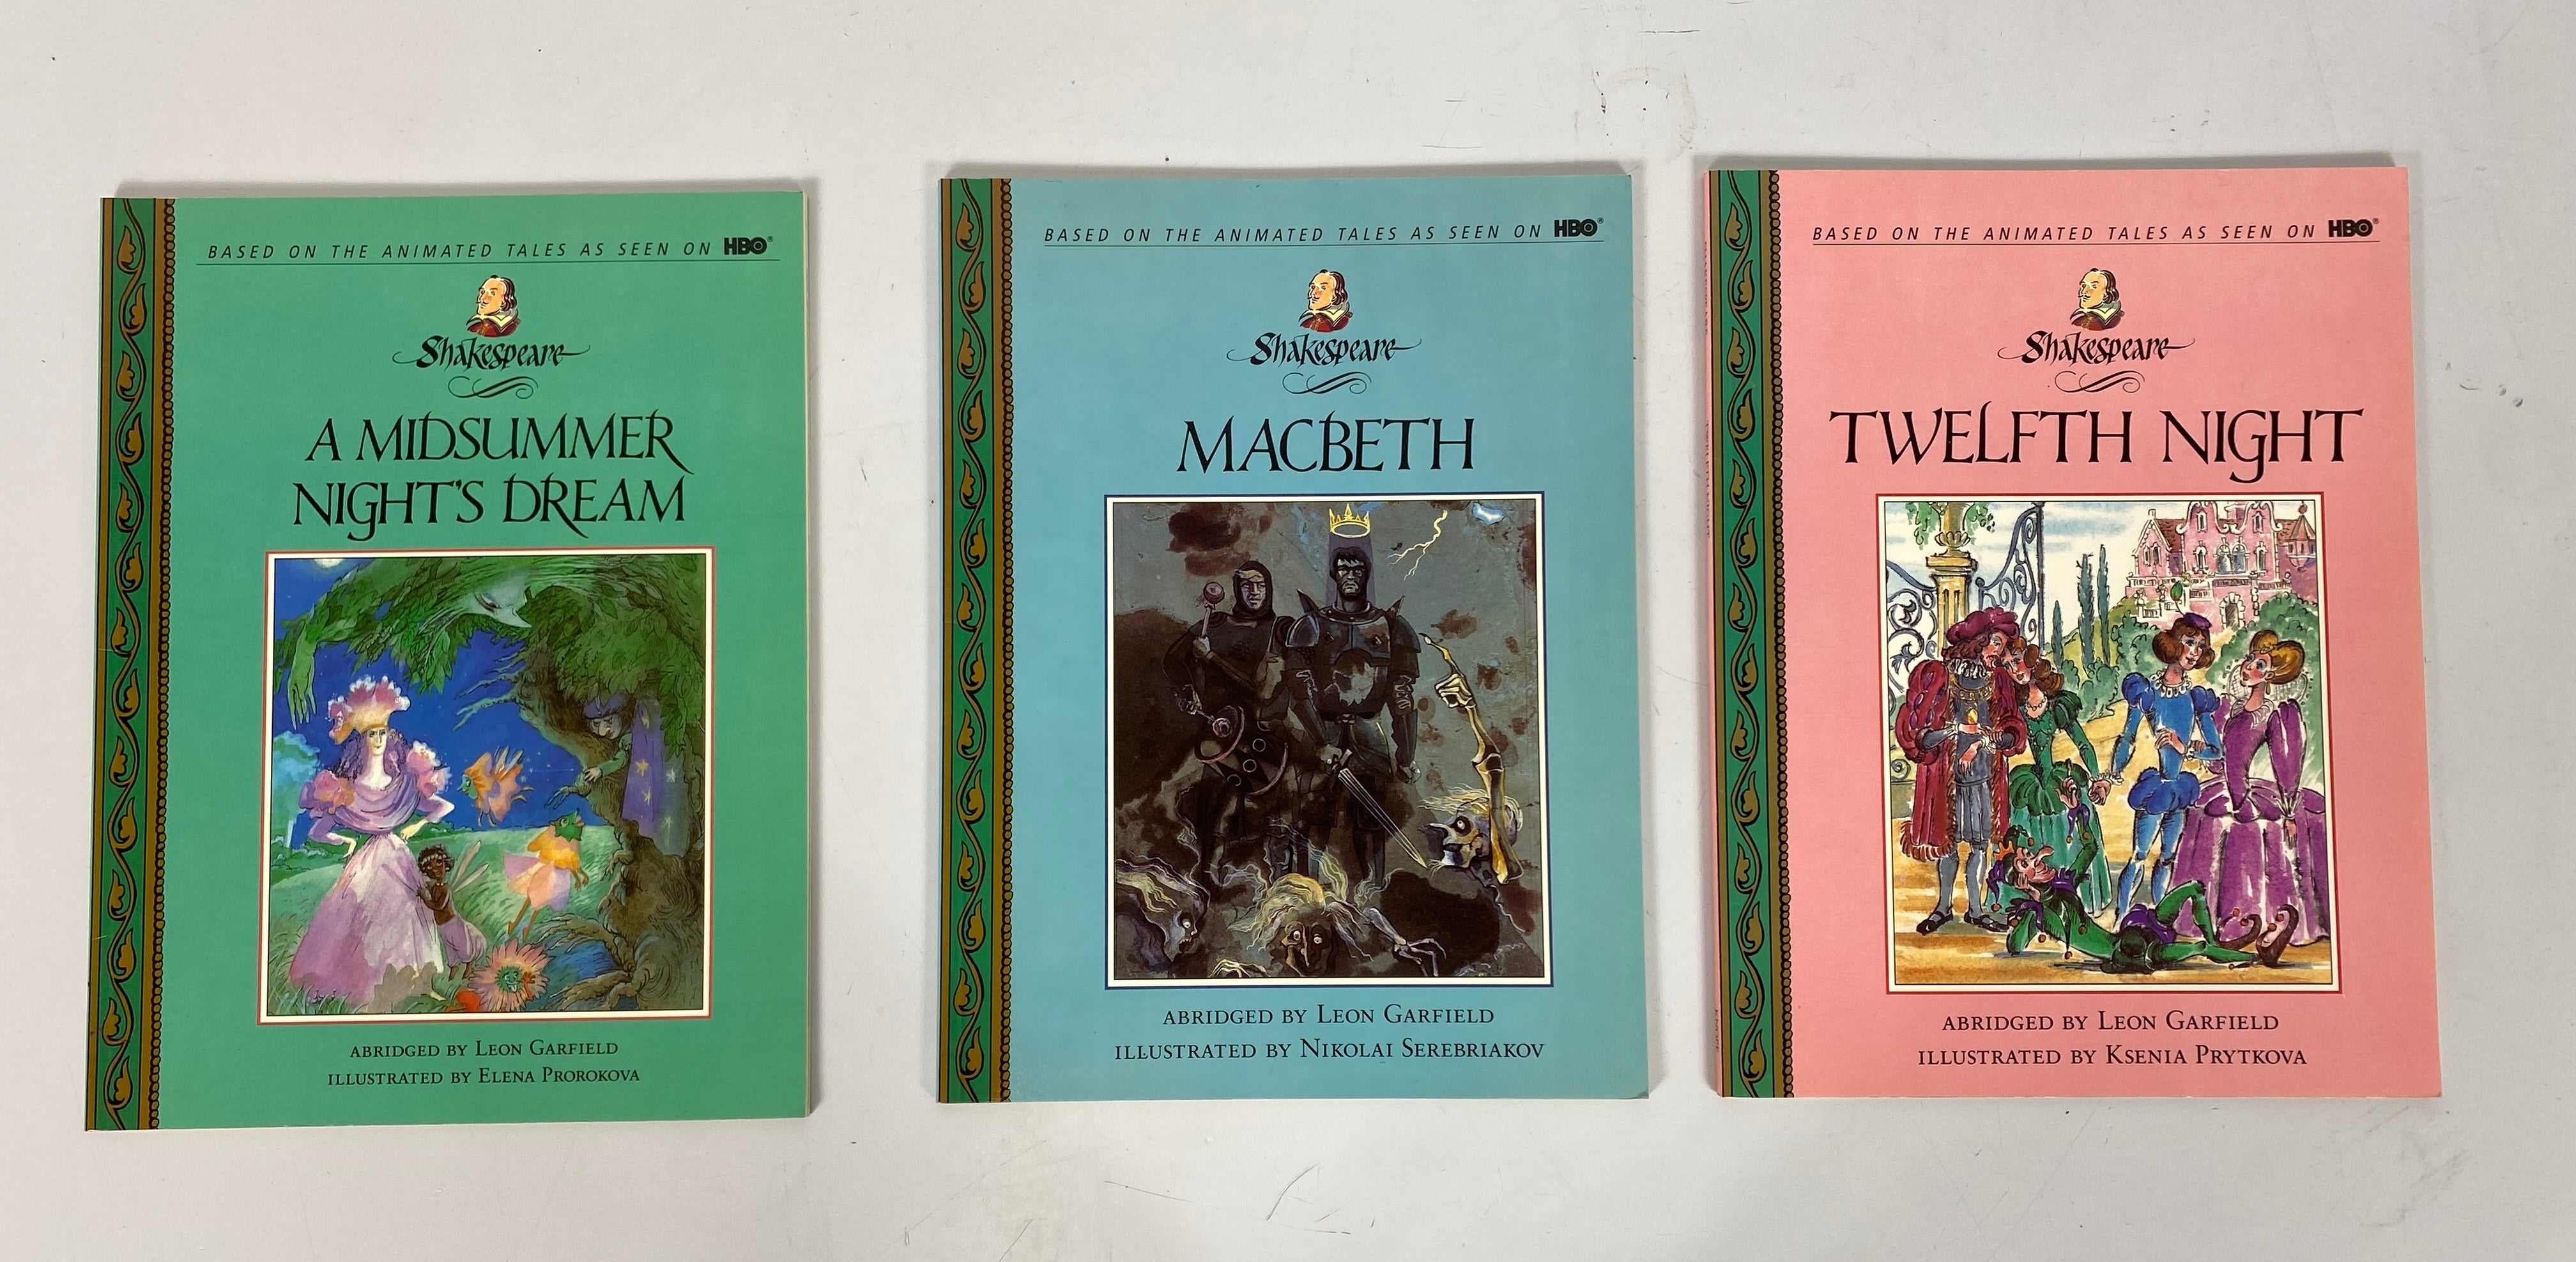 BASED ON THE ANIMATED TALES AS SEEN ON HBO®
Shakespeare
A MIDSUMMER
NIGHT'S DREAM
ABRIDGED BY LEON GARFIELD
ILLUSTRATED BY ELENA PROROKOVA
BASED ON THE ANIMATED TALES AS SEEN ON HBO®
Shakespeare
MACBETH
ABRIDGED BY LEON GARFIELD
ILLUSTRATED BY NIKOLAI SEREBRIAKOV
BASED ON THE ANIMATED TALES AS SEEN ON HBO®
Shakespeare
TWELFTH NIGHT
ABRIDGED BY LEON GARFIELD
ILLUSTRATED BY KSENIA PRYTKOVA